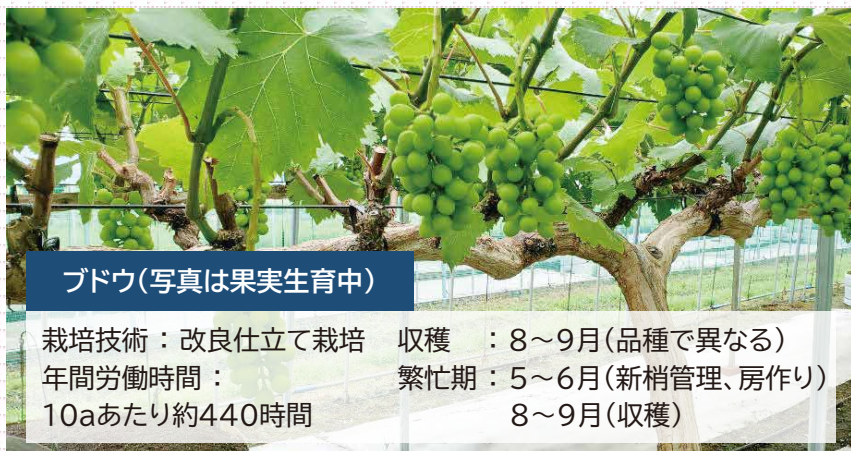 ブドウ(写真は果実生育中)
栽培技術：改良仕立て栽培
年間労働時間：
10aあたり約440時間
収穫　：8〜9月(品種で異なる)
繁忙期：5〜6月(新梢管理、房作り)
8〜9月(収穫)